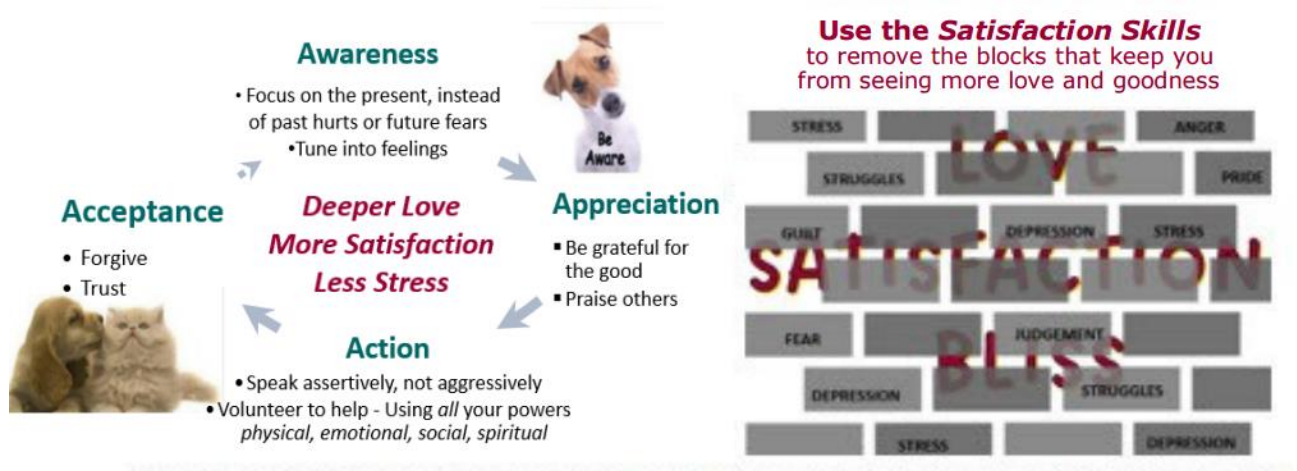 Awareness
• Focus on the present, instead
of past hurts or future fears
•Tune into feelings
Be
Aware
Appreciation
▪ Be grateful for
the good
▪ Praise others
Action
• Speak assertively, not aggressively
• Volunteer to help - Using all your powers
physical, emotional, social, spiritual
Acceptance
• Forgive
• Trust
Deeper Love
More Satisfaction
Less Stress
Use the Satisfaction Skills
to remove the blocks that keep you
from seeing more love and goodness
STRESS
ANGER
LOVE
STRUGGLES
PRIDE
GUILT
DEPRESSION
STRESS
SATISFACTION
FEAR
JUDGEMENT
BLISS
DEPRESSION
STRUGGLES
STRESS
DEPRESSION